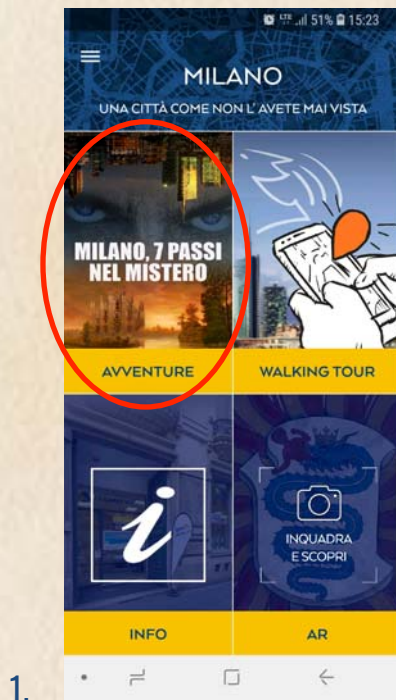 LTE 51% 15:23
MILANO
UNA CITTÀ COME NON L' AVETE MAI VISTA
MILANO, 7 PASSI
NEL MISTERO
AVVENTURE
WALKING TOUR
i
INQUADRA
E SCOPRI
INFO
AR
1.